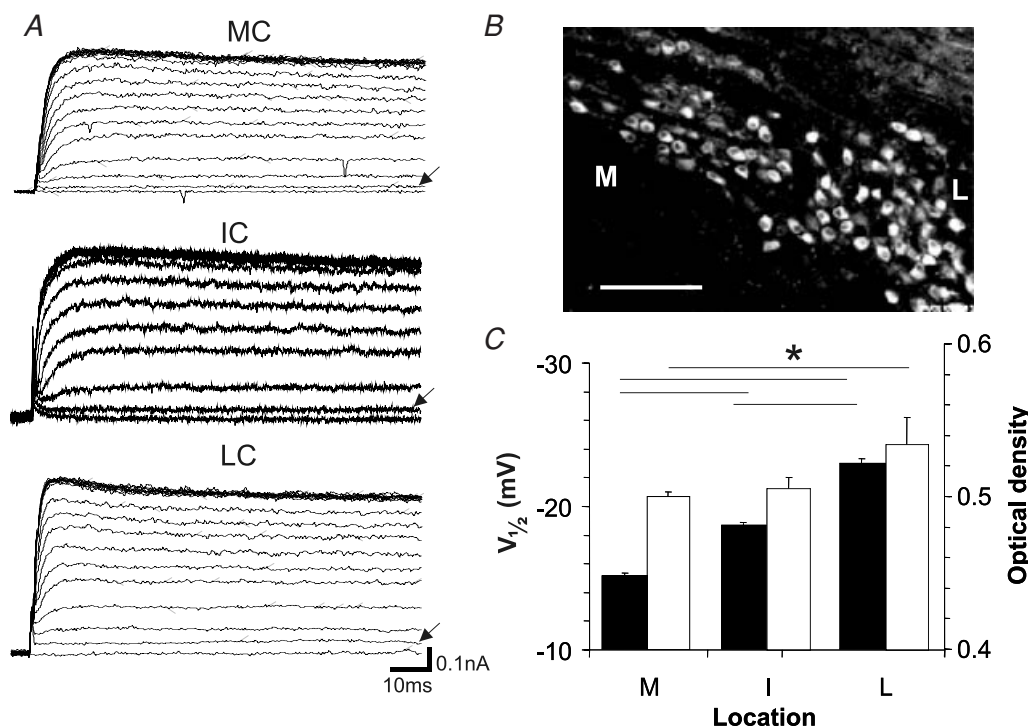 A
MC
IC
LC
0.1nA
10ms
B
M
L
C
*
-30
-20
-10
V½ (mV)
0.6
0.5
0.4
Optical density
M I L
Location